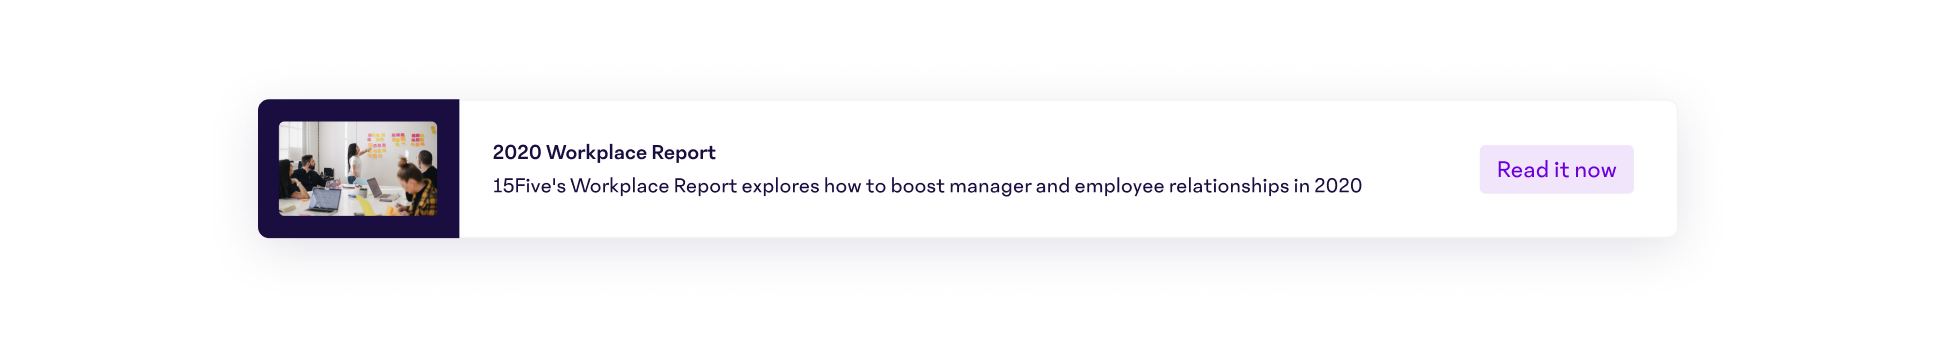 2020 Workplace Report
15Five's Workplace Report explores how to boost manager and employee relationships in 2020
Read it now